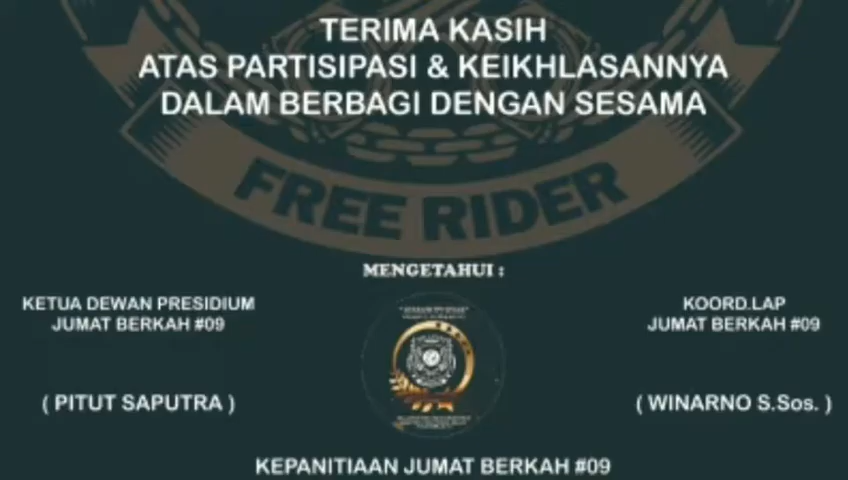 TERIMA KASIH
ATAS PARTISIPASI & KEIKHLASANNYA
DALAM BERBAGI DENGAN SESAMA
FREE RIDER
MENGETAHUI :
KETUA DEWAN PRESIDIUM
JUMAT BERKAH #09
KOORD.LAP
JUMAT BERKAH #09
( PITUT SAPUTRA )
( WINARNO S.Sos. )
KEPANITIAAN JUMAT BERKAH #09